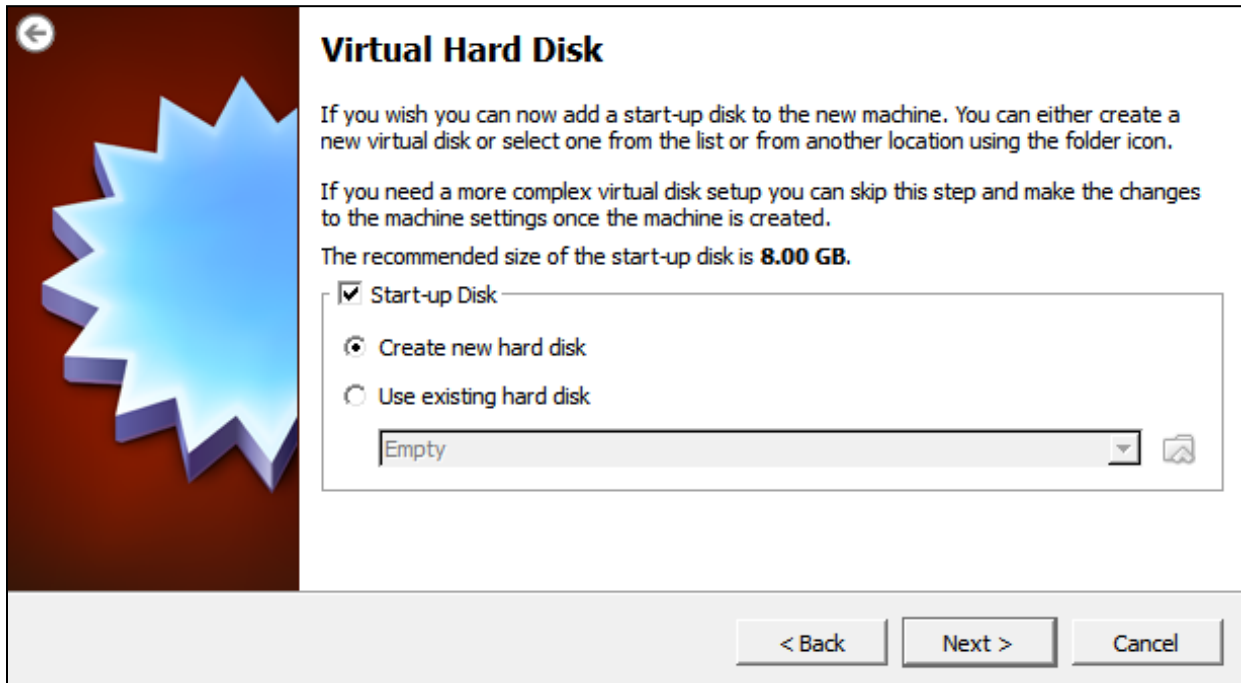 Virtual Hard Disk
If you wish you can now add a start-up disk to the new machine. You can either create a
new virtual disk or select one from the list or from another location using the folder icon.
If you need a more complex virtual disk setup you can skip this step and make the changes
to the machine settings once the machine is created.
The recommended size of the start-up disk is 8.00 GB.
Start-up Disk
Create new hard disk
Use existing hard disk
Empty
< Back
Next >
Cancel